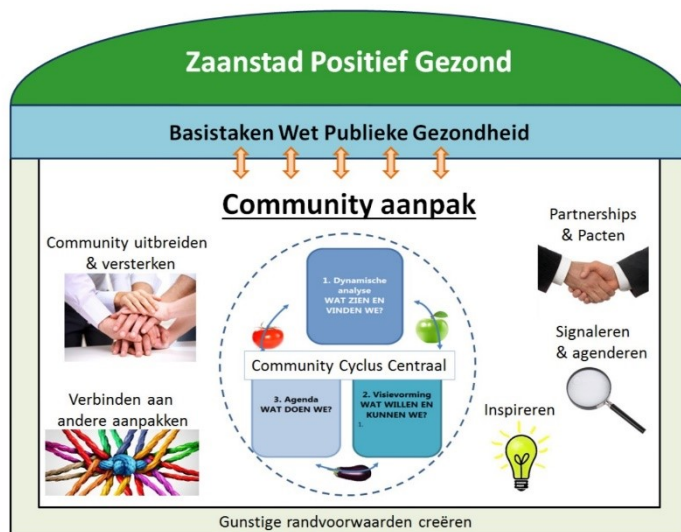 Zaanstad Positief Gezond
Basistaken Wet Publieke Gezondheid
Community aanpak
Community uitbreiden
& versterken
Partnerships
& Pacten
1. Dynamische
analyse
WAT ZIEN EN
VINDEN WE?
Signaleren
& agenderen
Community Cyclus Centraal
3. Agenda
WAT DOEN WE?
2. Visievorming
WAT WILLEN EN
KUNNEN WE?
1.
Verbinden aan
andere aanpakken
Inspireren
Gunstige randvoorwaarden creëren